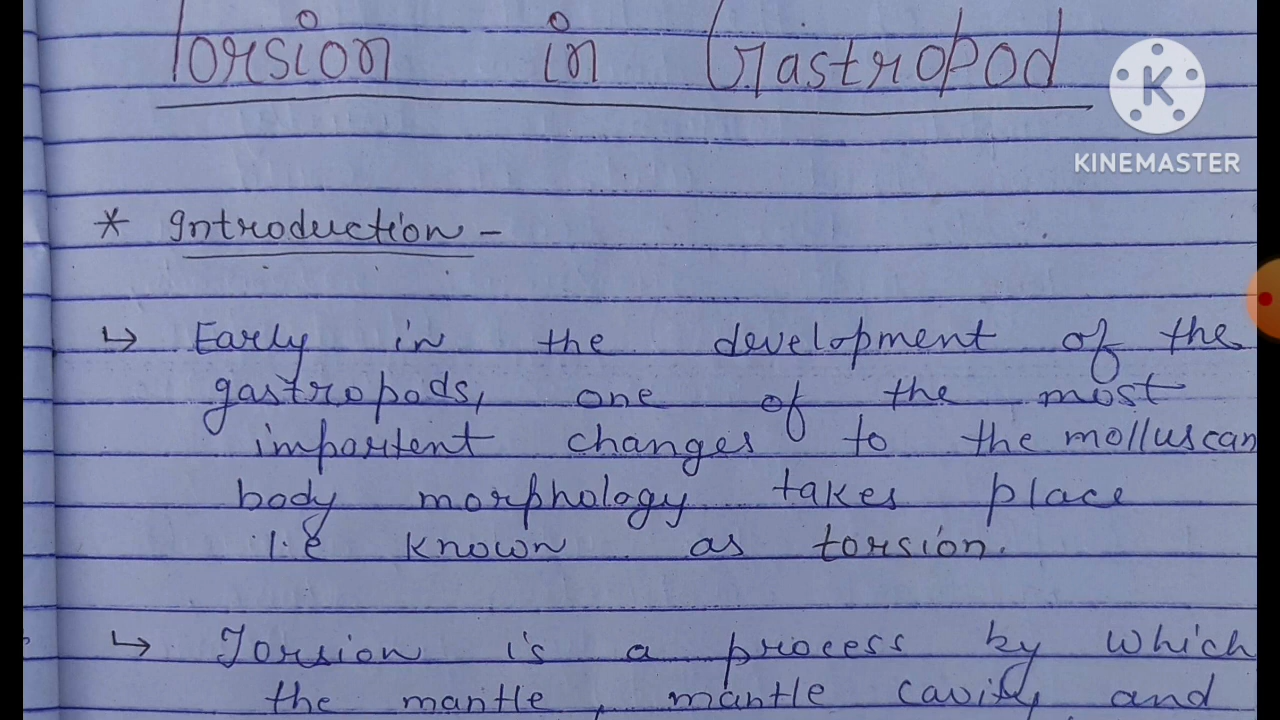 Torsion in Gastropod
K
KINEMASTER
* Introduction -
↳ Early in the development of the
gastropods, one of the most
impartent changes to the molluscan
body morphology takes place
i.e known as torsion.
↳ Torsion is a process by which
the mantle, mantle cavity and